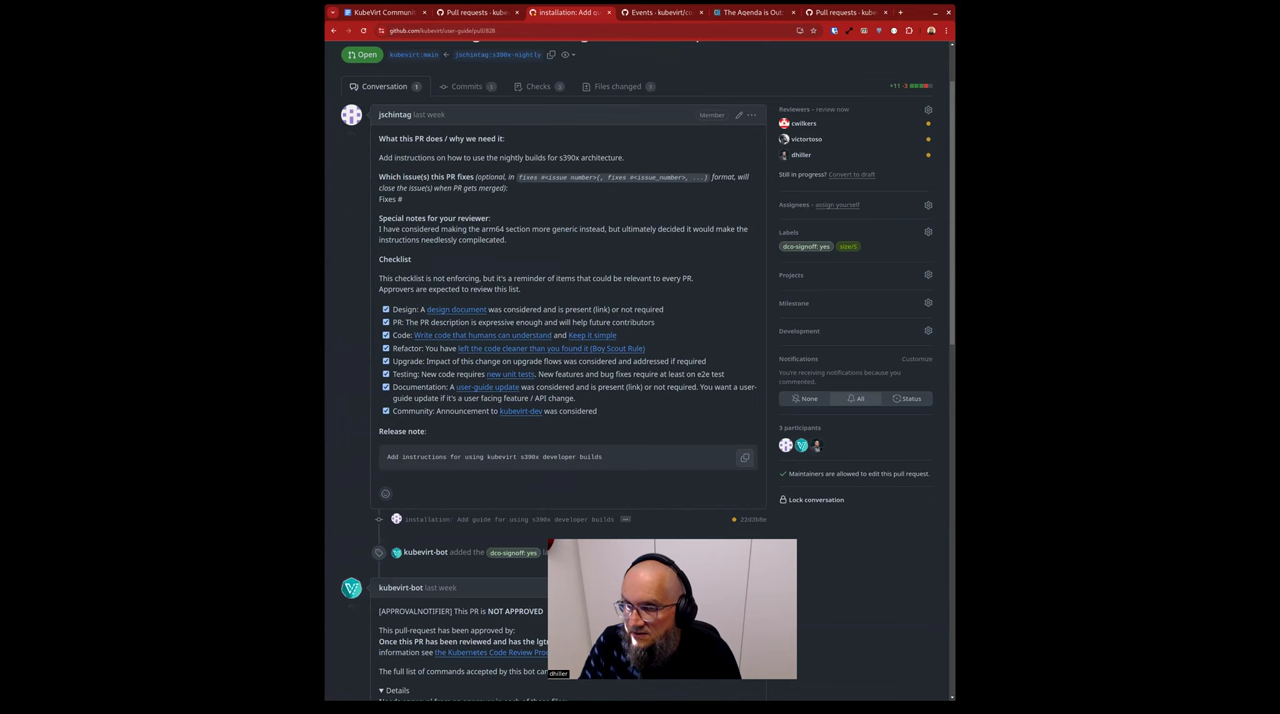 KubeVirt Communi
Pull requests · kube
installation: Add gu
Events · kubevirt/co
The Agenda is Out
Pull requests · kube
github.com/kubevirt/user-guide/pull/828
Open
kubevirt:main ← jschintag:s390x-nightly
Conversation 1
Commits 1
Checks 3
Files changed 3
+11 -3
jschintag last week
Member
What this PR does / why we need it:
Add instructions on how to use the nightly builds for s390x architecture.
Which issue(s) this PR fixes (optional, in fixes #<issue number>(, fixes #<issue_number>, ...) format, will
close the issue(s) when PR gets merged):
Fixes #
Special notes for your reviewer:
I have considered making the arm64 section more generic instead, but ultimately decided it would make the
instructions needlessly compilecated.
Checklist
This checklist is not enforcing, but it's a reminder of items that could be relevant to every PR.
Approvers are expected to review this list.
Design: A design document was considered and is present (link) or not required
PR: The PR description is expressive enough and will help future contributors
Code: Write code that humans can understand and Keep it simple
Refactor: You have left the code cleaner than you found it (Boy Scout Rule)
Upgrade: Impact of this change on upgrade flows was considered and addressed if required
Testing: New code requires new unit tests. New features and bug fixes require at least on e2e test
Documentation: A user-guide update was considered and is present (link) or not required. You want a user-
guide update if it's a user facing feature / API change.
Community: Announcement to kubevirt-dev was considered
Release note:
Add instructions for using kubevirt s390x developer builds
installation: Add guide for using s390x developer builds
kubevirt-bot added the dco-signoff: yes
kubevirt-bot last week
[APPROVALNOTIFIER] This PR is NOT APPROVED
This pull-request has been approved by:
Once this PR has been reviewed and has the lgt
information see the Kubernetes Code Review Pro
The full list of commands accepted by this bot ca
Details
dhiller
Reviewers – review now
cwilkers
victortoso
dhiller
Still in progress? Convert to draft
Assignees – assign yourself
Labels
dco-signoff: yes size/S
Projects
Milestone
Development
Notifications
Customize
You're receiving notifications because you
commented.
None
All
Status
3 participants
Maintainers are allowed to edit this pull request.
Lock conversation